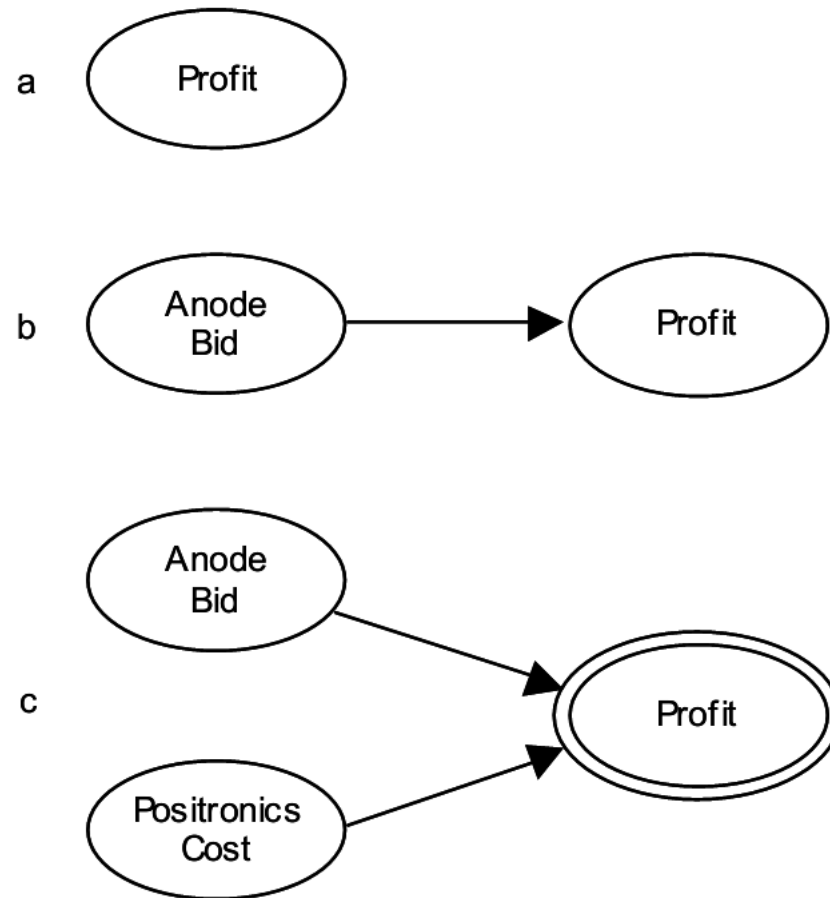 a
Profit
b
Anode
Bid
Profit
c
Anode
Bid
Profit
Positronics
Cost